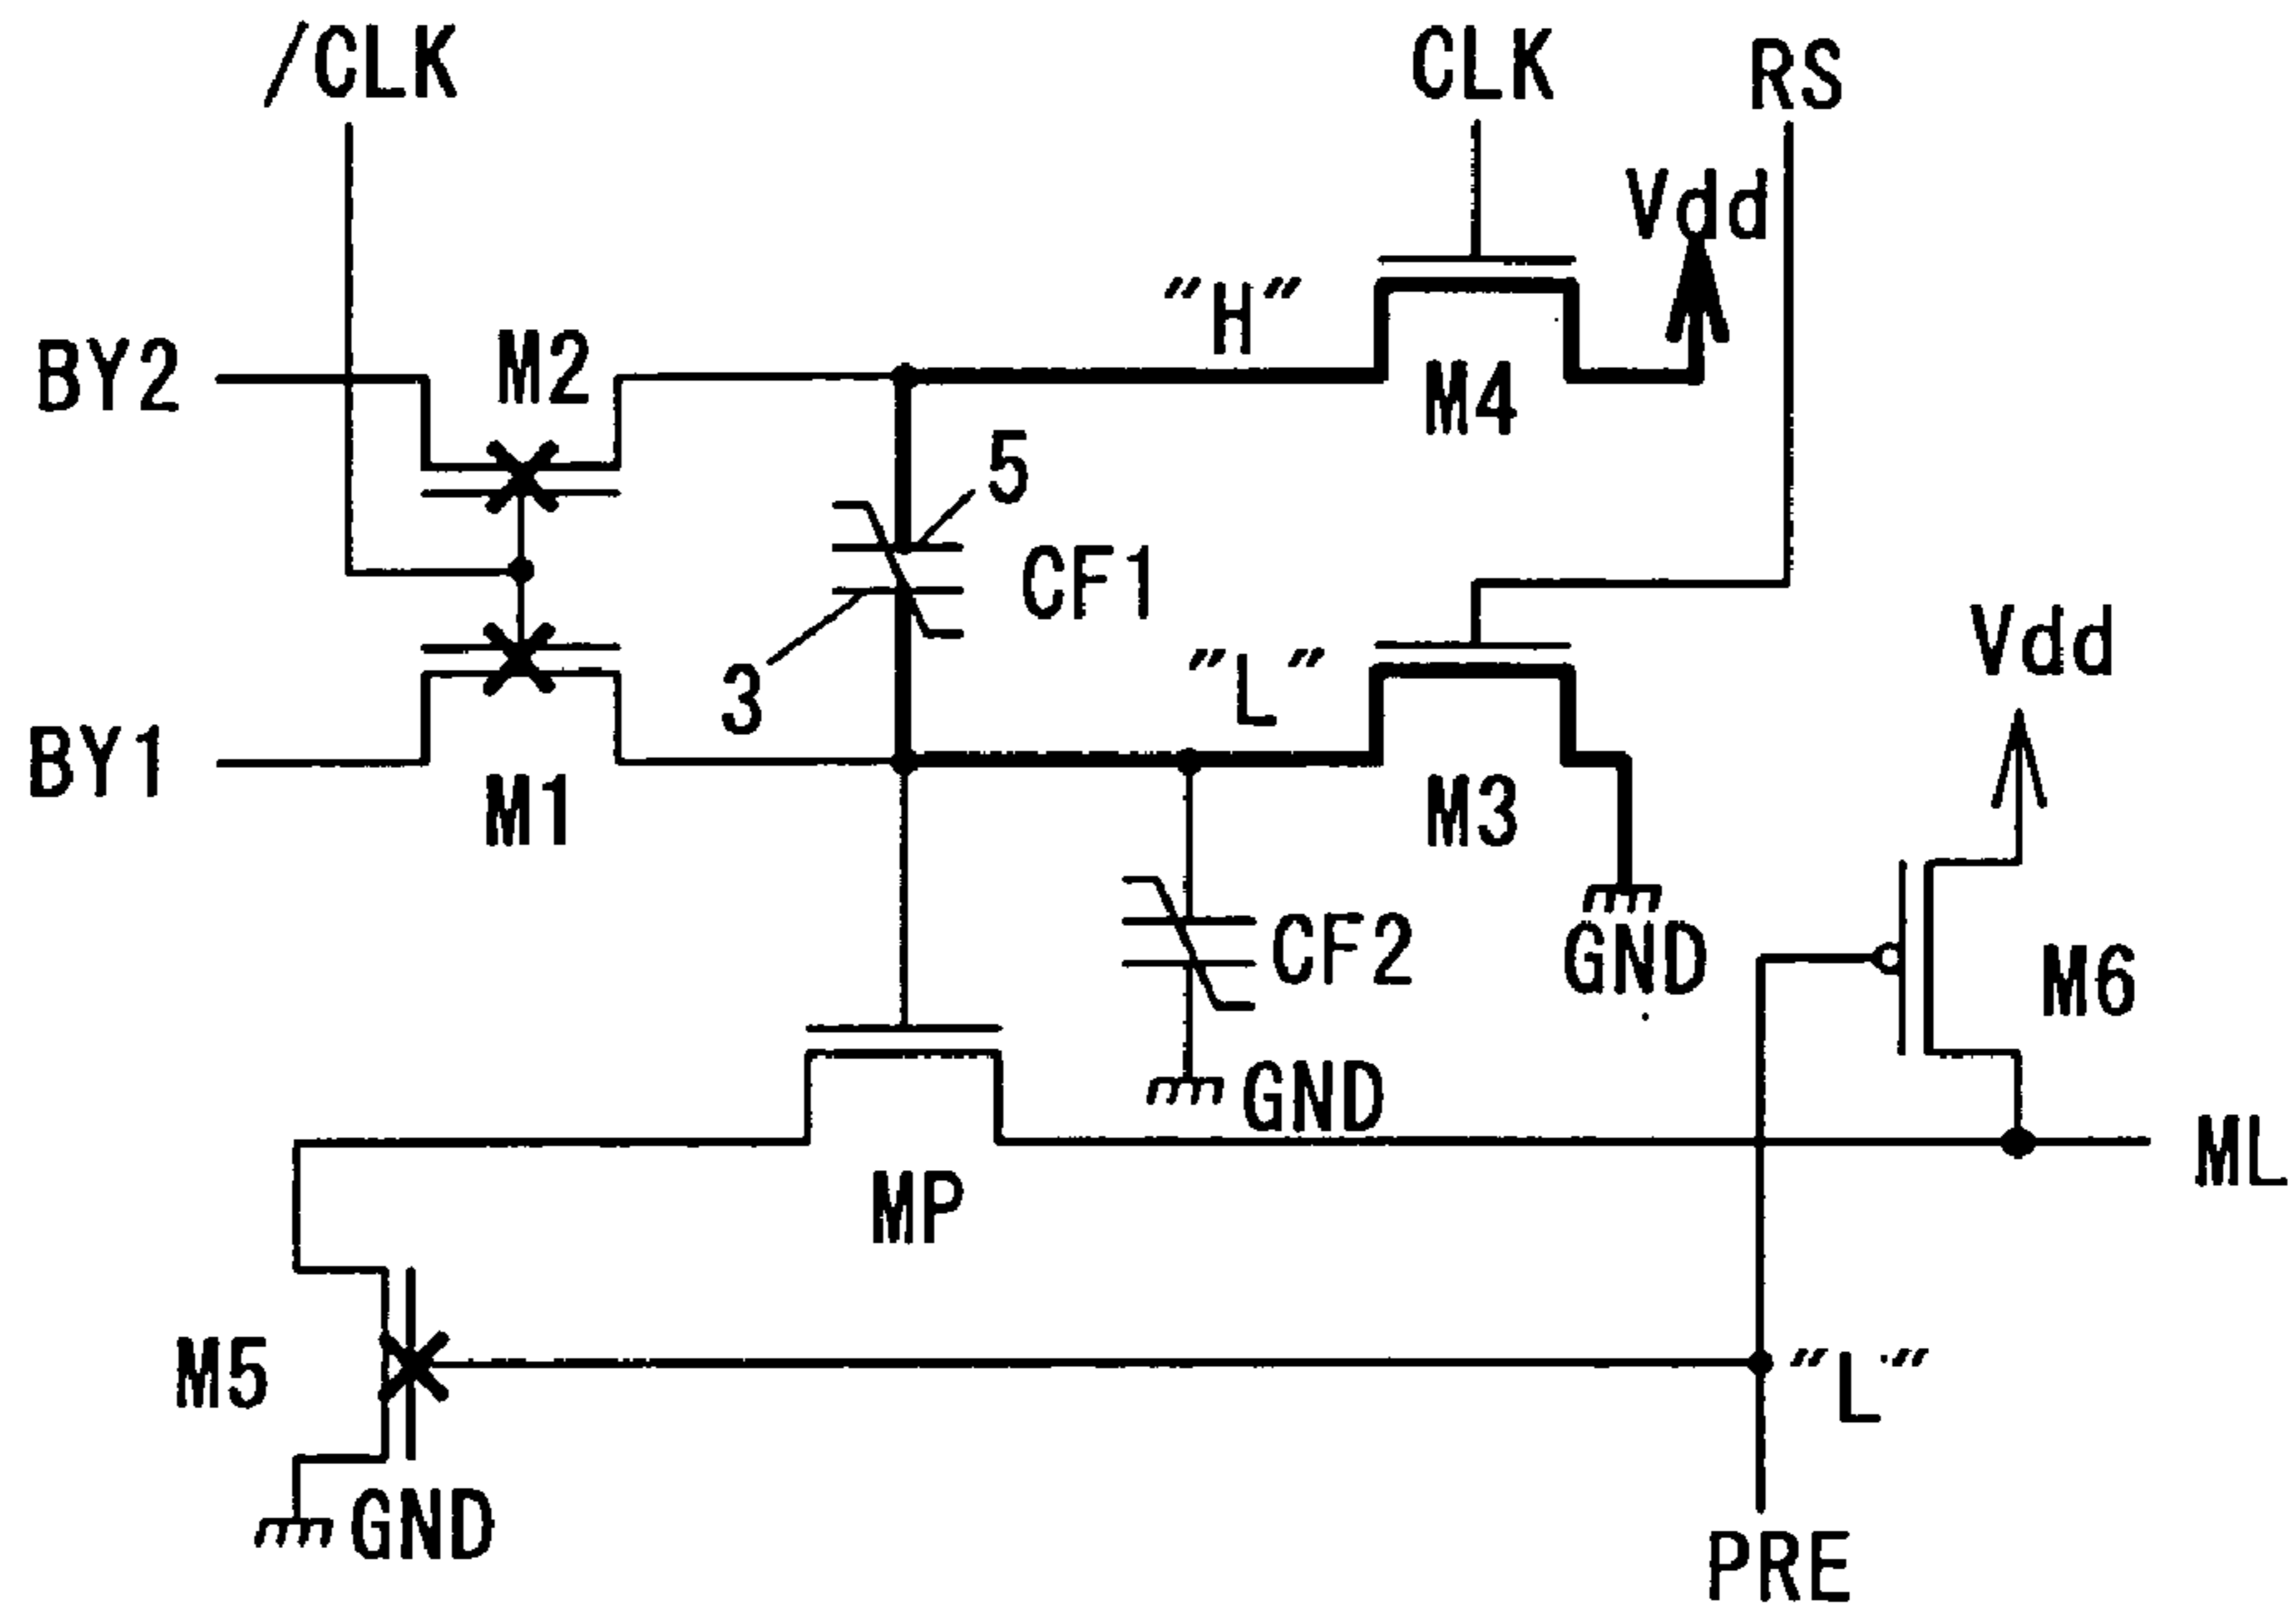 /CLK
CLK
RS
Vdd
"H"
BY2
M2
M4
5
CF1
3
"L"
Vdd
BY1
M1
M3
CF2
GND
M6
GND
ML
MP
M5
"L"
GND
PRE